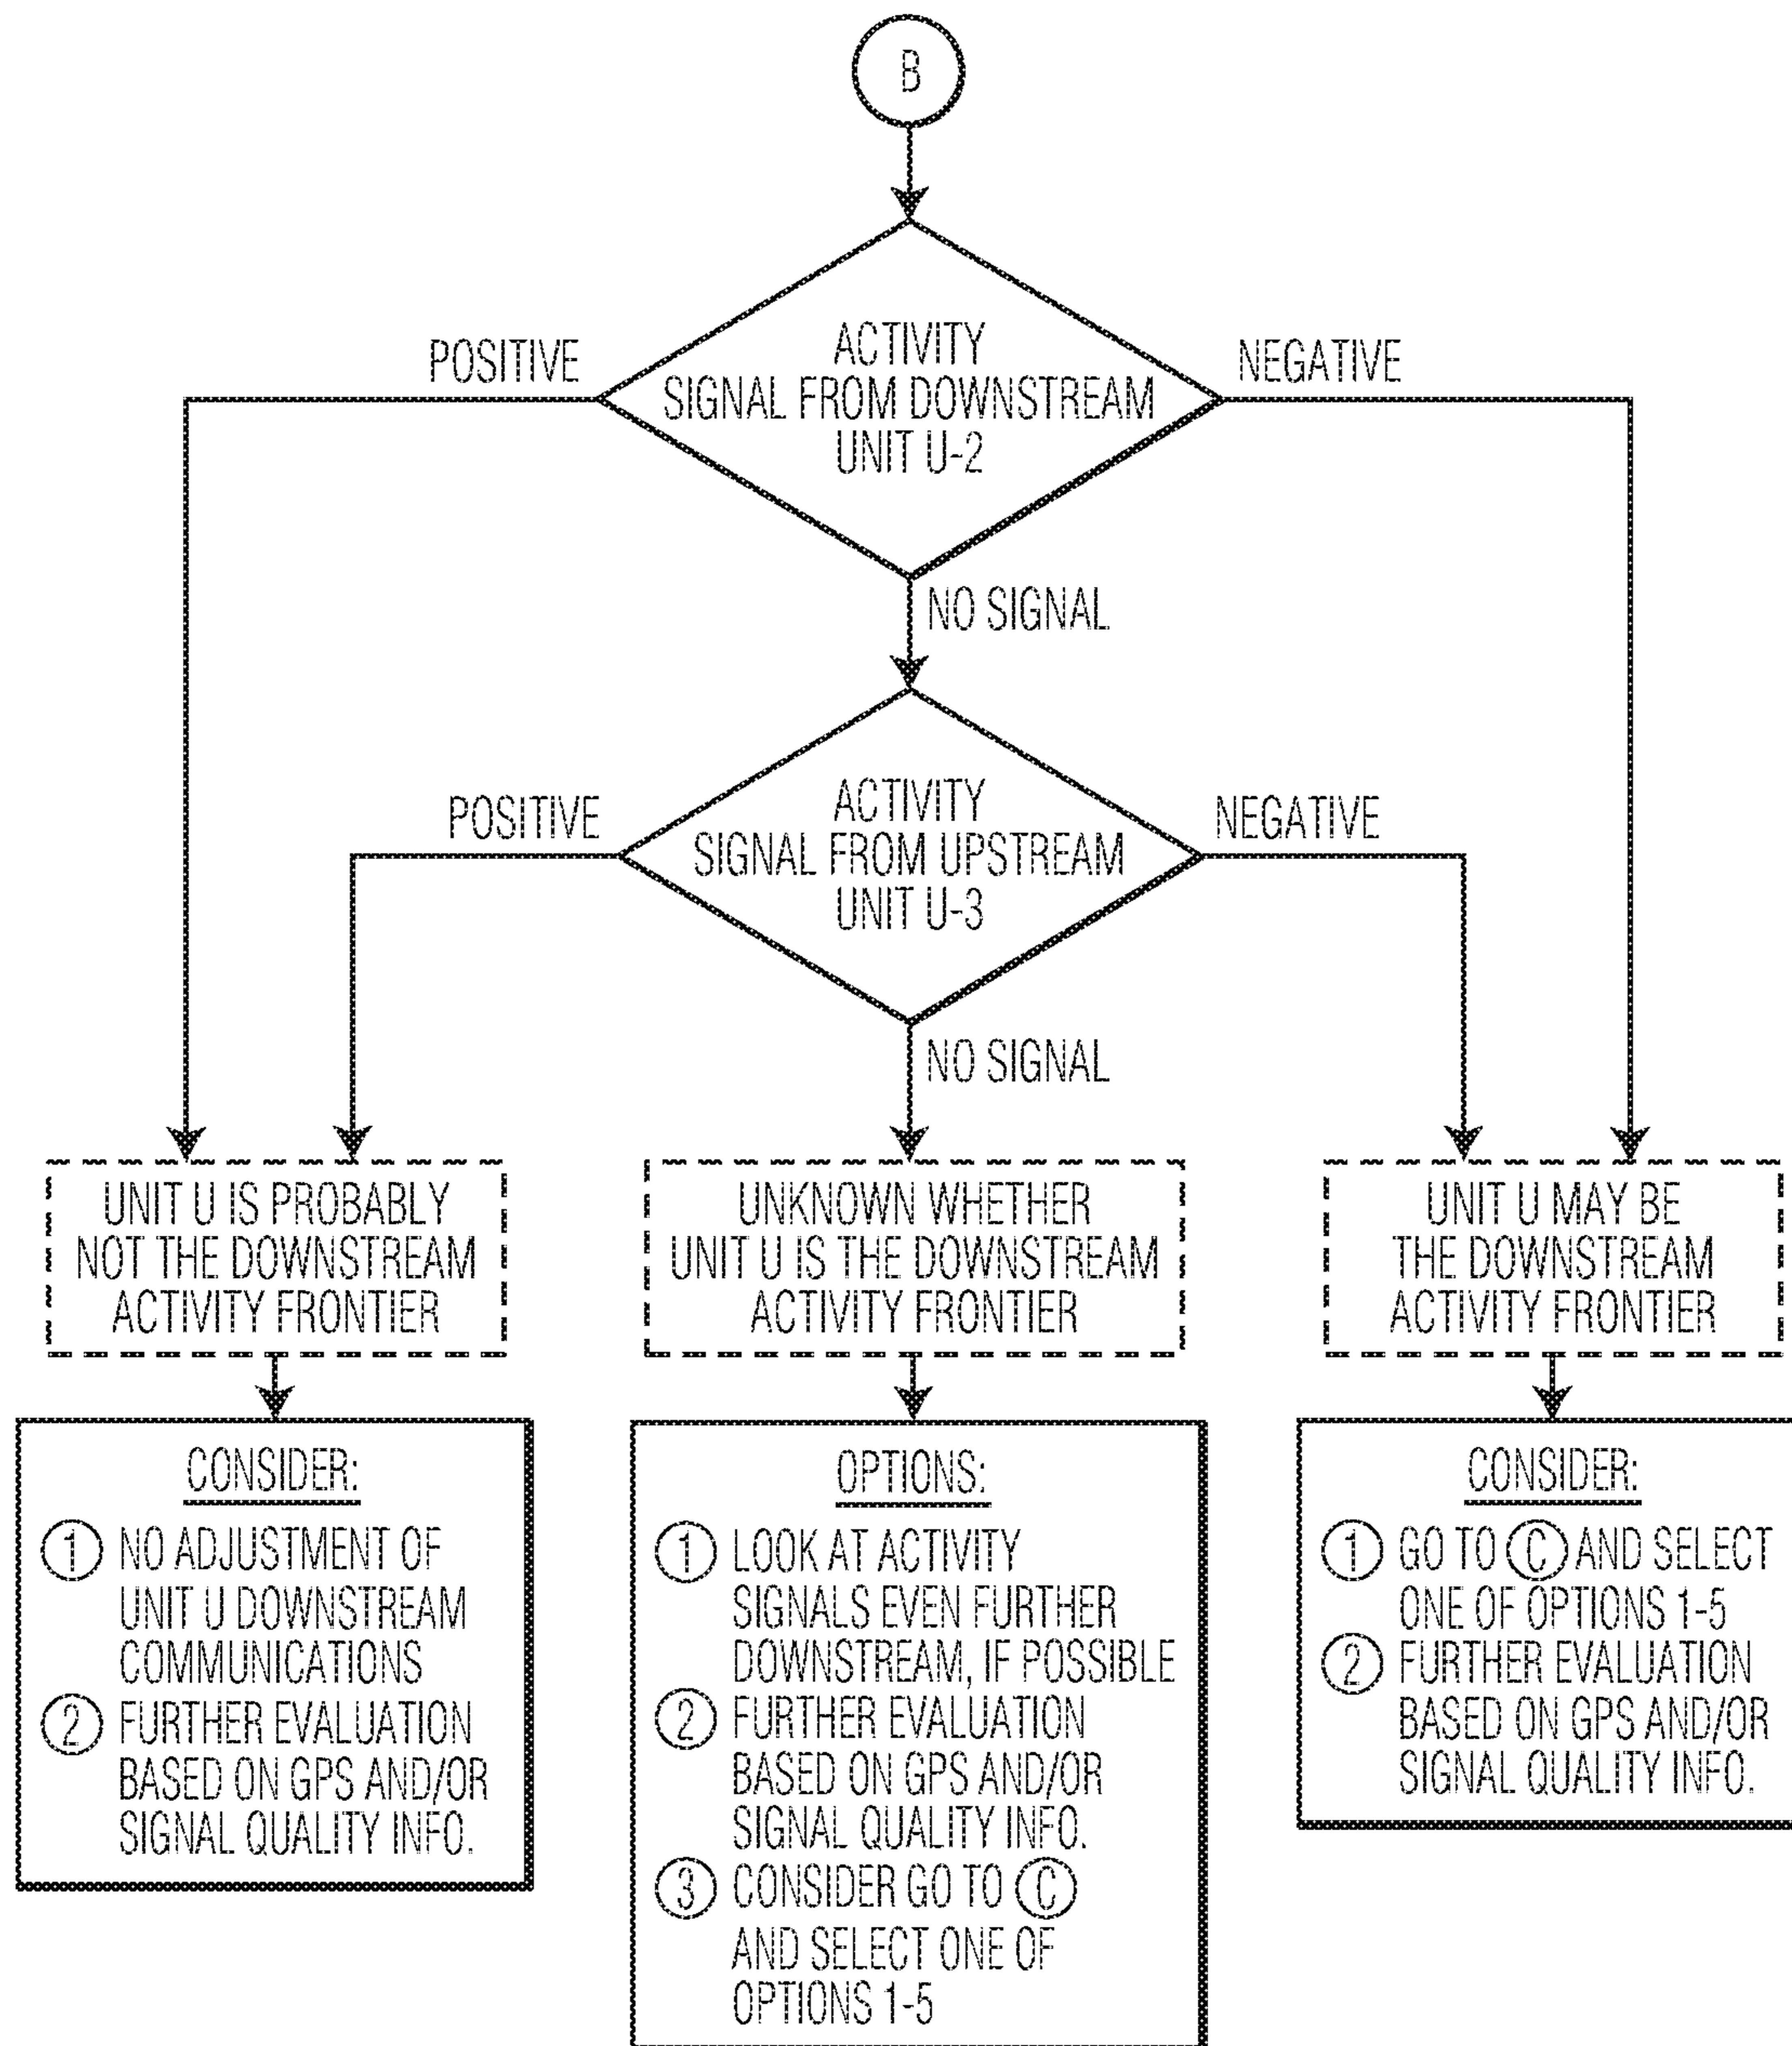 B
ACTIVITY
SIGNAL FROM DOWNSTREAM
UNIT U-2
POSITIVE
NEGATIVE
NO SIGNAL
ACTIVITY
SIGNAL FROM UPSTREAM
UNIT U-3
POSITIVE
NEGATIVE
NO SIGNAL
UNIT U IS PROBABLY
NOT THE DOWNSTREAM
ACTIVITY FRONTIER
UNKNOWN WHETHER
UNIT U IS THE DOWNSTREAM
ACTIVITY FRONTIER
UNIT U MAY BE
THE DOWNSTREAM
ACTIVITY FRONTIER
CONSIDER:
1 NO ADJUSTMENT OF
UNIT U DOWNSTREAM
COMMUNICATIONS
2 FURTHER EVALUATION
BASED ON GPS AND/OR
SIGNAL QUALITY INFO.
OPTIONS:
1 LOOK AT ACTIVITY
SIGNALS EVEN FURTHER
DOWNSTREAM, IF POSSIBLE
2 FURTHER EVALUATION
BASED ON GPS AND/OR
SIGNAL QUALITY INFO.
3 CONSIDER GO TO C
AND SELECT ONE OF
OPTIONS 1-5
CONSIDER:
1 GO TO C AND SELECT
ONE OF OPTIONS 1-5
2 FURTHER EVALUATION
BASED ON GPS AND/OR
SIGNAL QUALITY INFO.